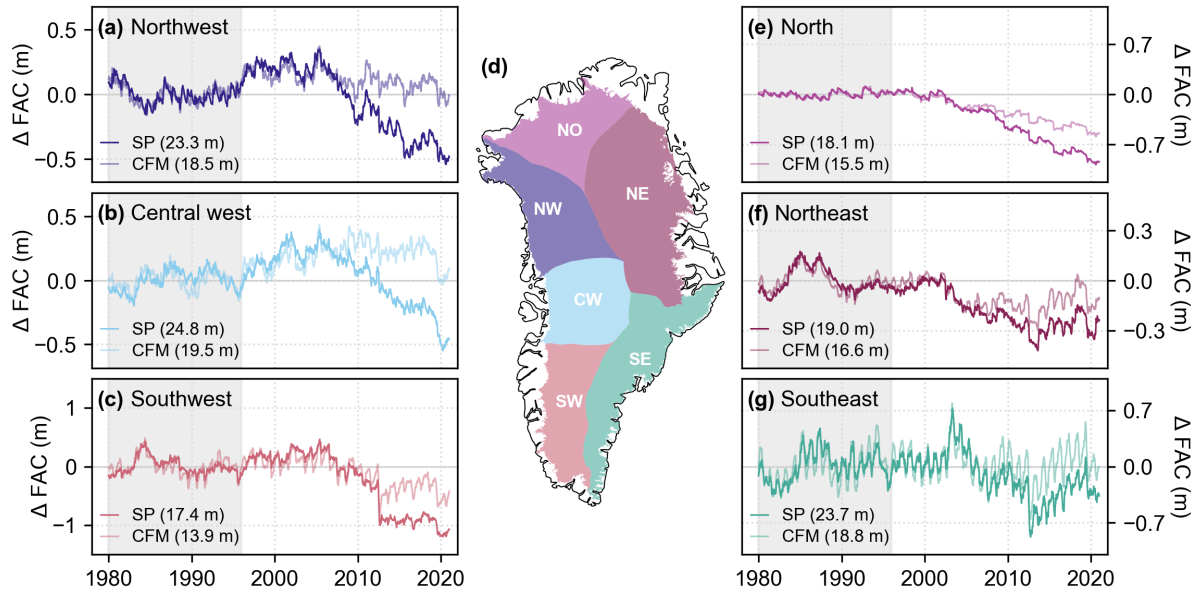 (a) Northwest
Δ FAC (m)
0.5
0.0
−0.5
SP (23.3 m)
CFM (18.5 m)
(b) Central west
Δ FAC (m)
0.5
0.0
−0.5
SP (24.8 m)
CFM (19.5 m)
(c) Southwest
Δ FAC (m)
1
0
−1
SP (17.4 m)
CFM (13.9 m)
1980 1990 2000 2010 2020
(d)
NO
NE
NW
CW
SE
SW
(e) North
0.7
0.0
−0.7
Δ FAC (m)
SP (18.1 m)
CFM (15.5 m)
(f) Northeast
0.3
0.0
−0.3
Δ FAC (m)
SP (19.0 m)
CFM (16.6 m)
(g) Southeast
0.7
0.0
−0.7
Δ FAC (m)
SP (23.7 m)
CFM (18.8 m)
1980 1990 2000 2010 2020